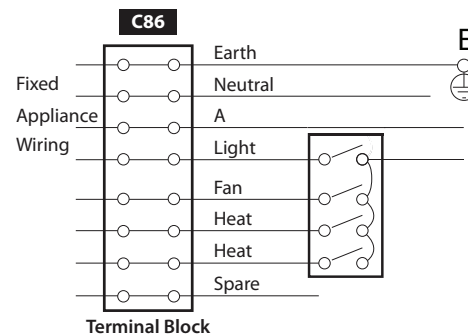 C86
Earth
E
Fixed
Neutral
Appliance
A
Wiring
Light
Fan
Heat
Heat
Spare
Terminal Block